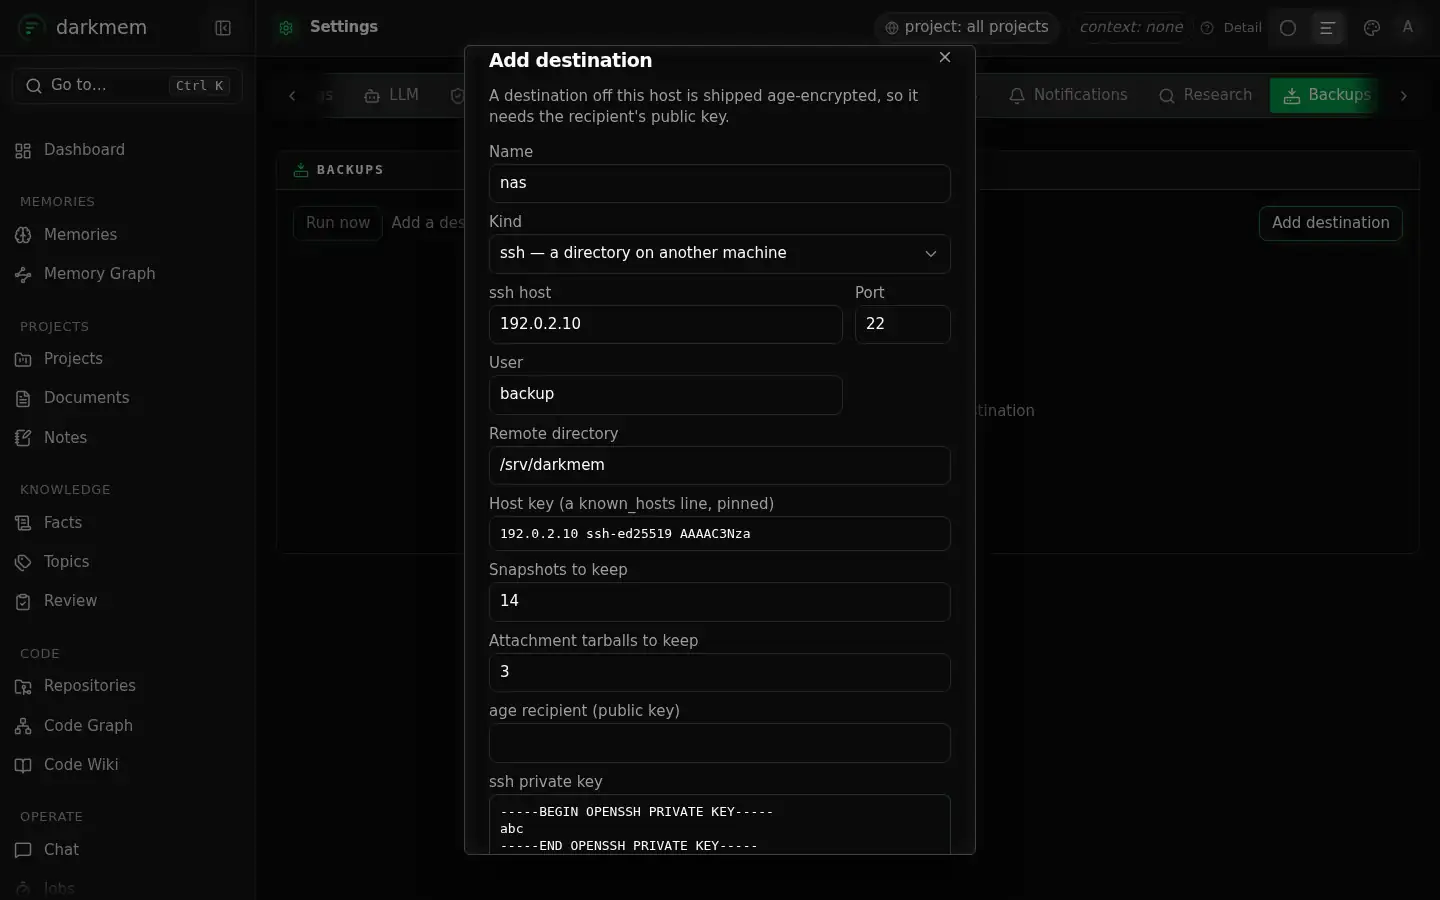 darkmem
Settings
project: all projects
context: none
Detail
A
Go to...
Ctrl K
LLM
Notifications
Research
Backups
Dashboard
MEMORIES
Memories
Memory Graph
PROJECTS
Projects
Documents
Notes
KNOWLEDGE
Facts
Topics
Review
CODE
Repositories
Code Graph
Code Wiki
OPERATE
Chat
Jobs
BACKUPS
Run now
Add a des
Add destination
Add destination
A destination off this host is shipped age-encrypted, so it
needs the recipient's public key.
Name
nas
Kind
ssh — a directory on another machine
ssh host
Port
192.0.2.10
22
User
backup
Remote directory
/srv/darkmem
Host key (a known_hosts line, pinned)
192.0.2.10 ssh-ed25519 AAAAC3Nza
Snapshots to keep
14
Attachment tarballs to keep
3
age recipient (public key)
ssh private key
-----BEGIN OPENSSH PRIVATE KEY-----
abc
-----END OPENSSH PRIVATE KEY-----